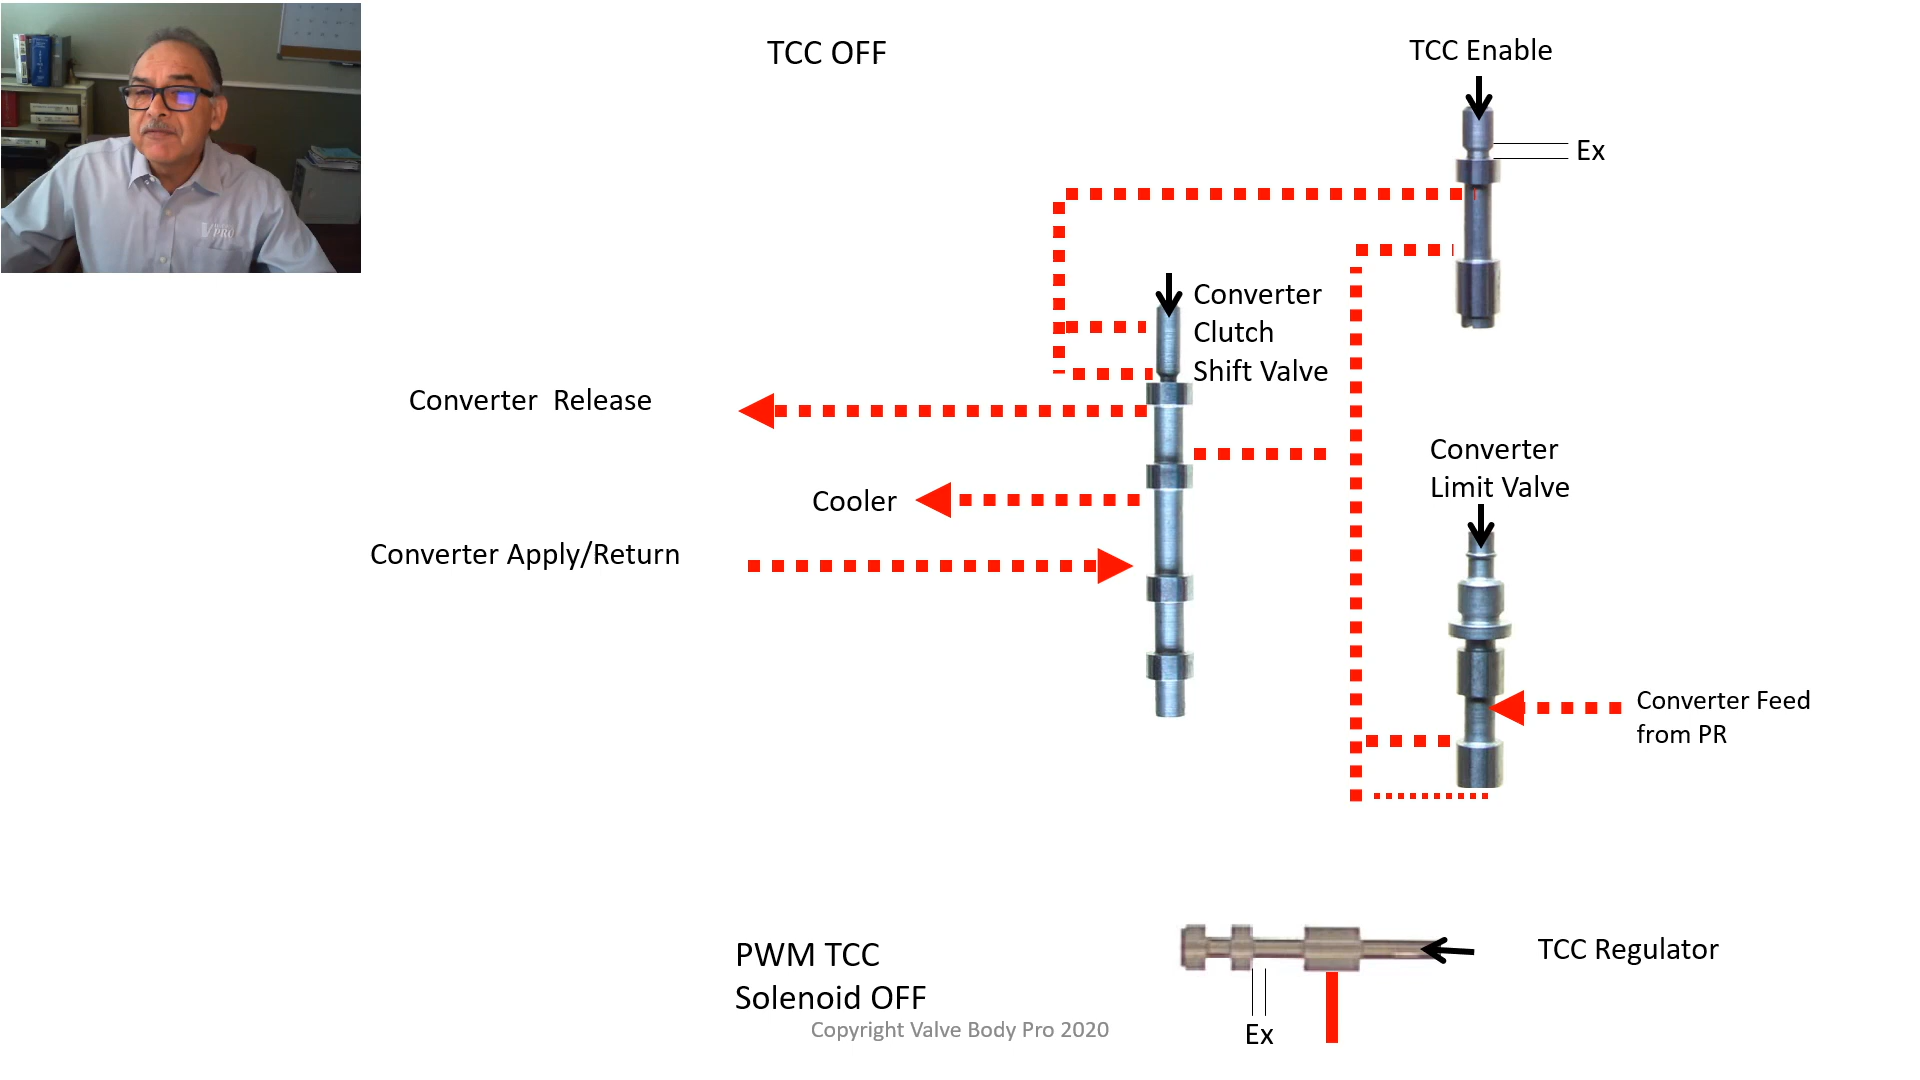 TCC OFF
TCC Enable
Ex
Converter
Clutch
Shift Valve
Converter  Release
Converter
Limit Valve
Cooler
Converter Apply/Return
Converter Feed
from PR
PWM TCC
Solenoid OFF
TCC Regulator
Ex
Copyright Valve Body Pro 2020
PRO